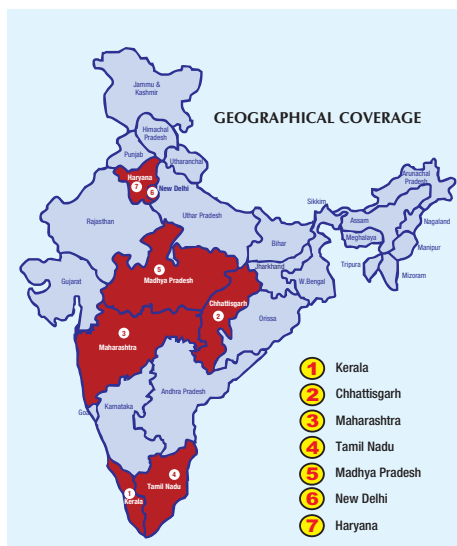 Jammu &
Kashmir
GEOGRAPHICAL COVERAGE
Himachal
Pradesh
Punjab
Utharanchal
Haryana
7
6
New Delhi
Arunachal
Pradesh
Sikkim
Rajasthan
Uthar Pradesh
Assam
Nagaland
Meghalaya
Bihar
Manipur
Tripura
Jharkhand
Mizoram
5
Madhya Pradesh
W.Bengal
Gujarat
Chhattisgarh
2
Orissa
3
Maharashtra
1 Kerala
2 Chhattisgarh
3 Maharashtra
4 Tamil Nadu
5 Madhya Pradesh
6 New Delhi
7 Haryana
Andhra Pradesh
Goa
Karnataka
4
Tamil Nadu
1
Kerala